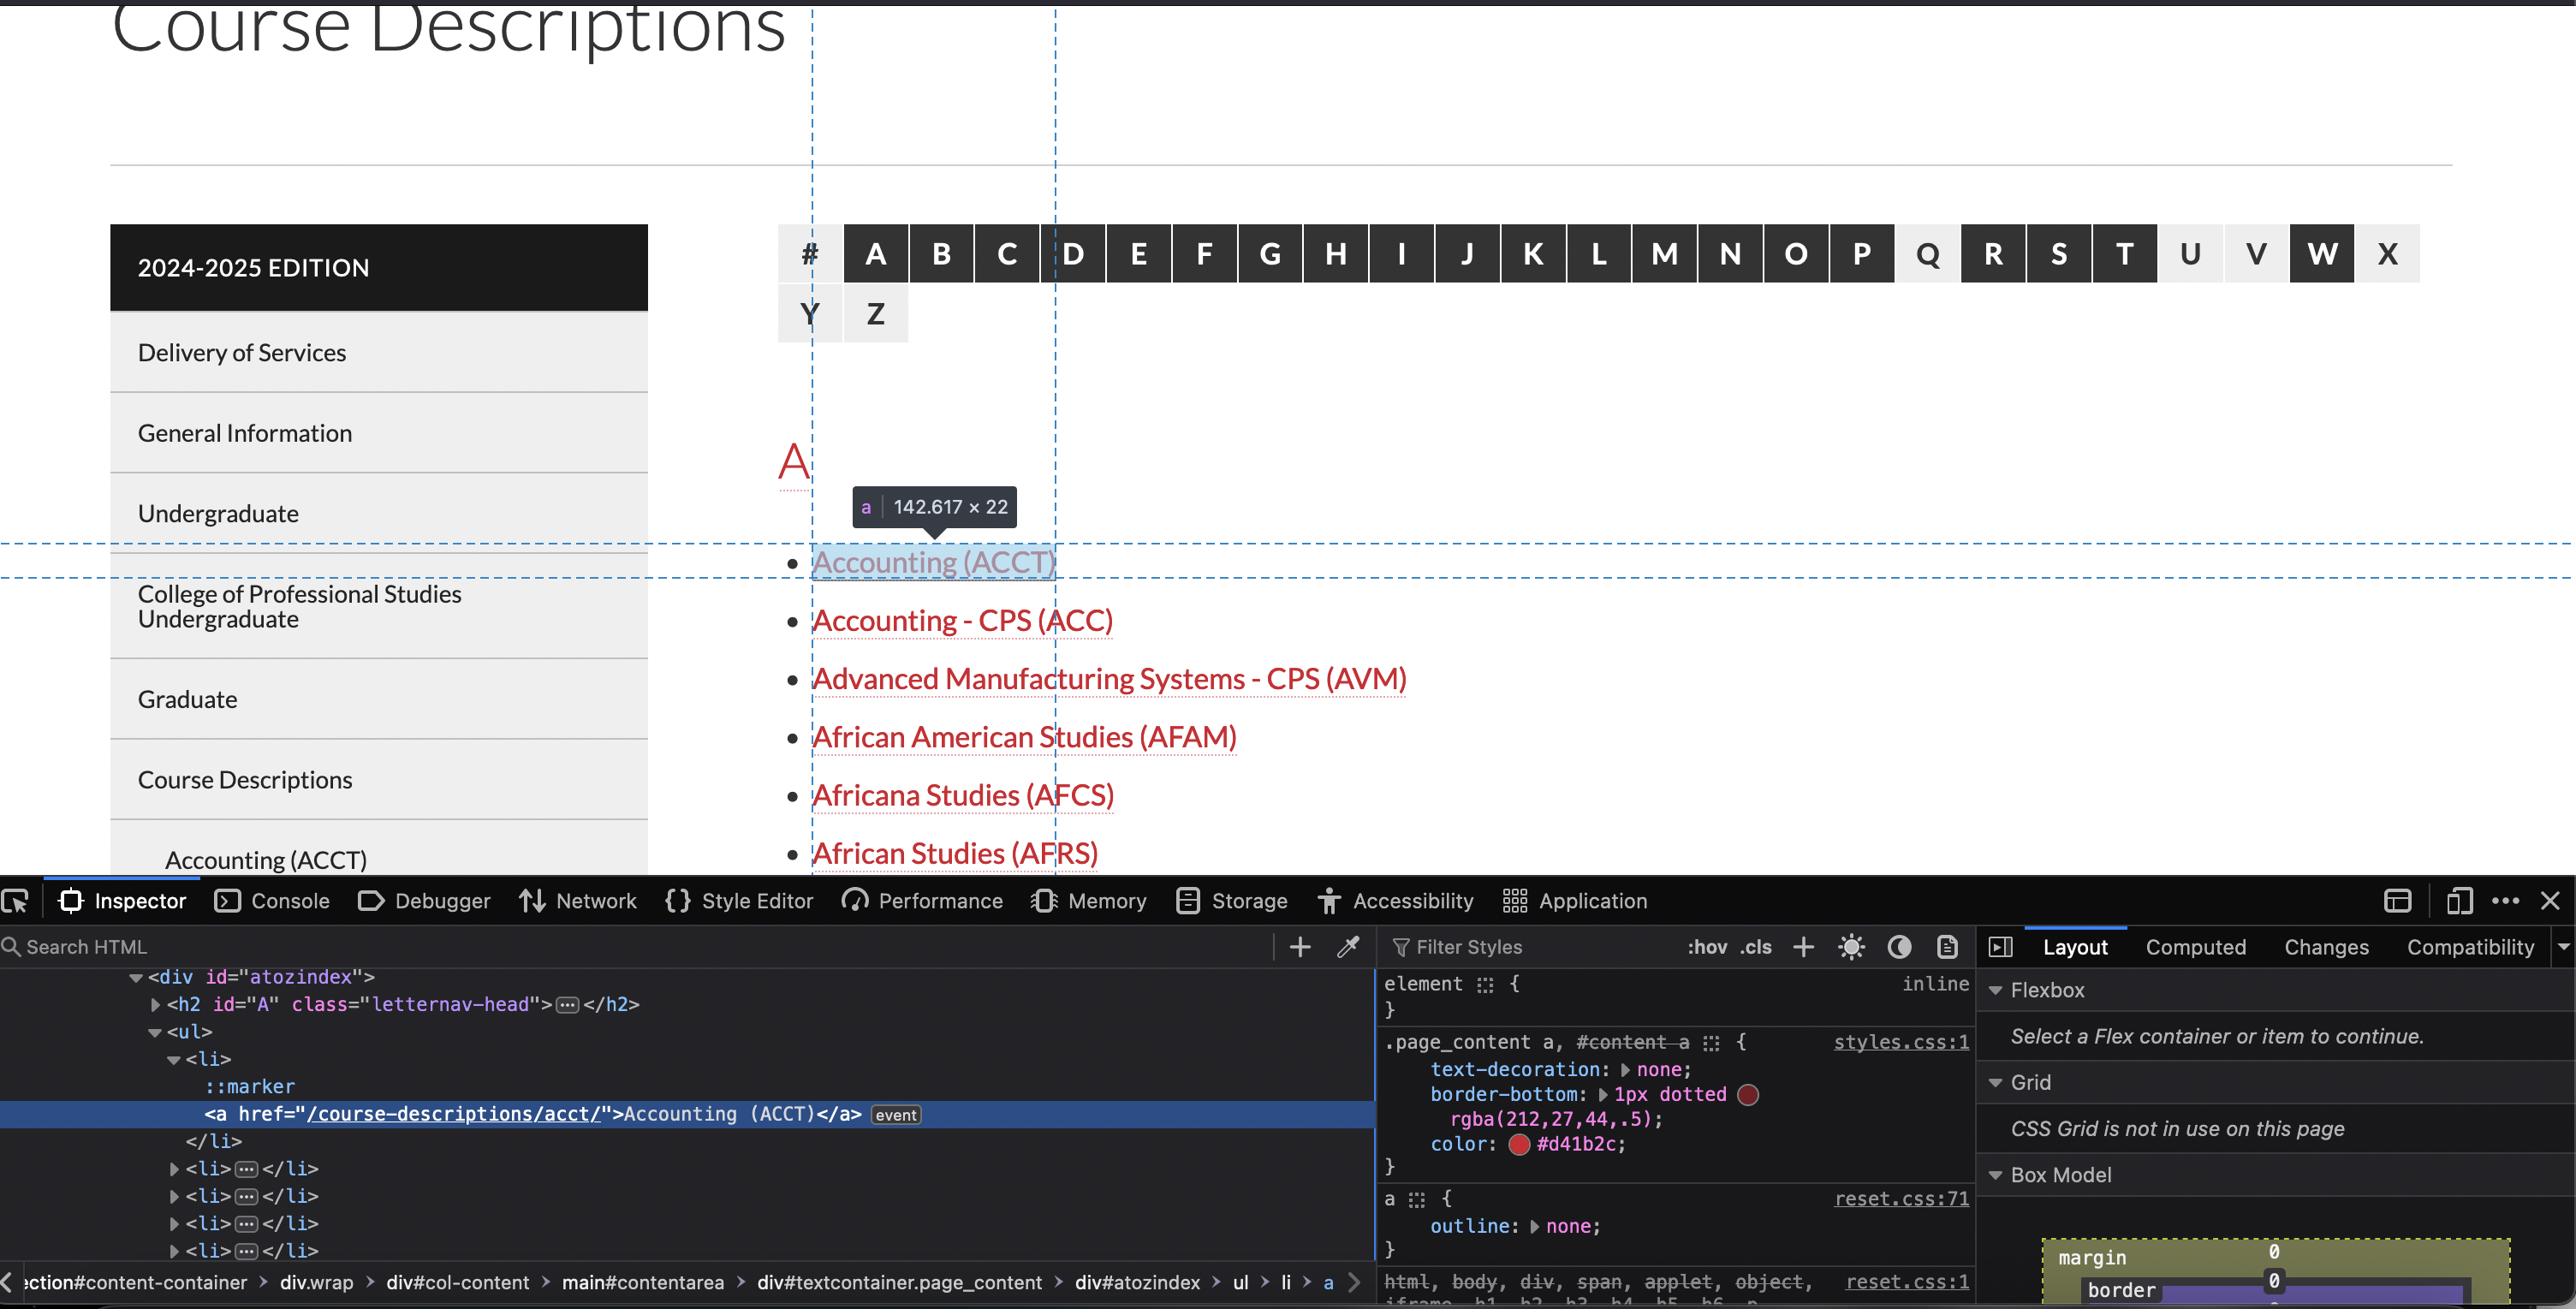 Course Descriptions
2024-2025 EDITION
Delivery of Services
General Information
Undergraduate
College of Professional Studies
Undergraduate
Graduate
Course Descriptions
Accounting (ACCT)
# A B C D E F G H I J K L M N O P Q R S T U V W X
Y Z
A
a 142.617 × 22
Accounting (ACCT)
Accounting - CPS (ACC)
Advanced Manufacturing Systems - CPS (AVM)
African American Studies (AFAM)
Africana Studies (AFCS)
African Studies (AFRS)
Inspector Console Debugger Network Style Editor Performance Memory Storage Accessibility Application
Search HTML
<div id="atozindex">
<h2 id="A" class="letternav-head">⋯</h2>
<ul>
<li>
::marker
<a href="/course-descriptions/acct/">Accounting (ACCT)</a> event
</li>
<li>⋯</li>
<li>⋯</li>
<li>⋯</li>
<li>⋯</li>
ection#content-container > div.wrap > div#col-content > main#contentarea > div#textcontainer.page_content > div#atozindex > ul > li > a
Filter Styles :hov .cls
element { inline
}
.page_content a, #content a { styles.css:1
text-decoration: none;
border-bottom: 1px dotted
rgba(212,27,44,.5);
color: #d41b2c;
}
a { reset.css:71
outline: none;
}
html, body, div, span, applet, object, reset.css:1
iframe, h1, h2, h3, h4, h5, h6, p,
Layout Computed Changes Compatibility
Flexbox
Select a Flex container or item to continue.
Grid
CSS Grid is not in use on this page
Box Model
margin 0
border 0